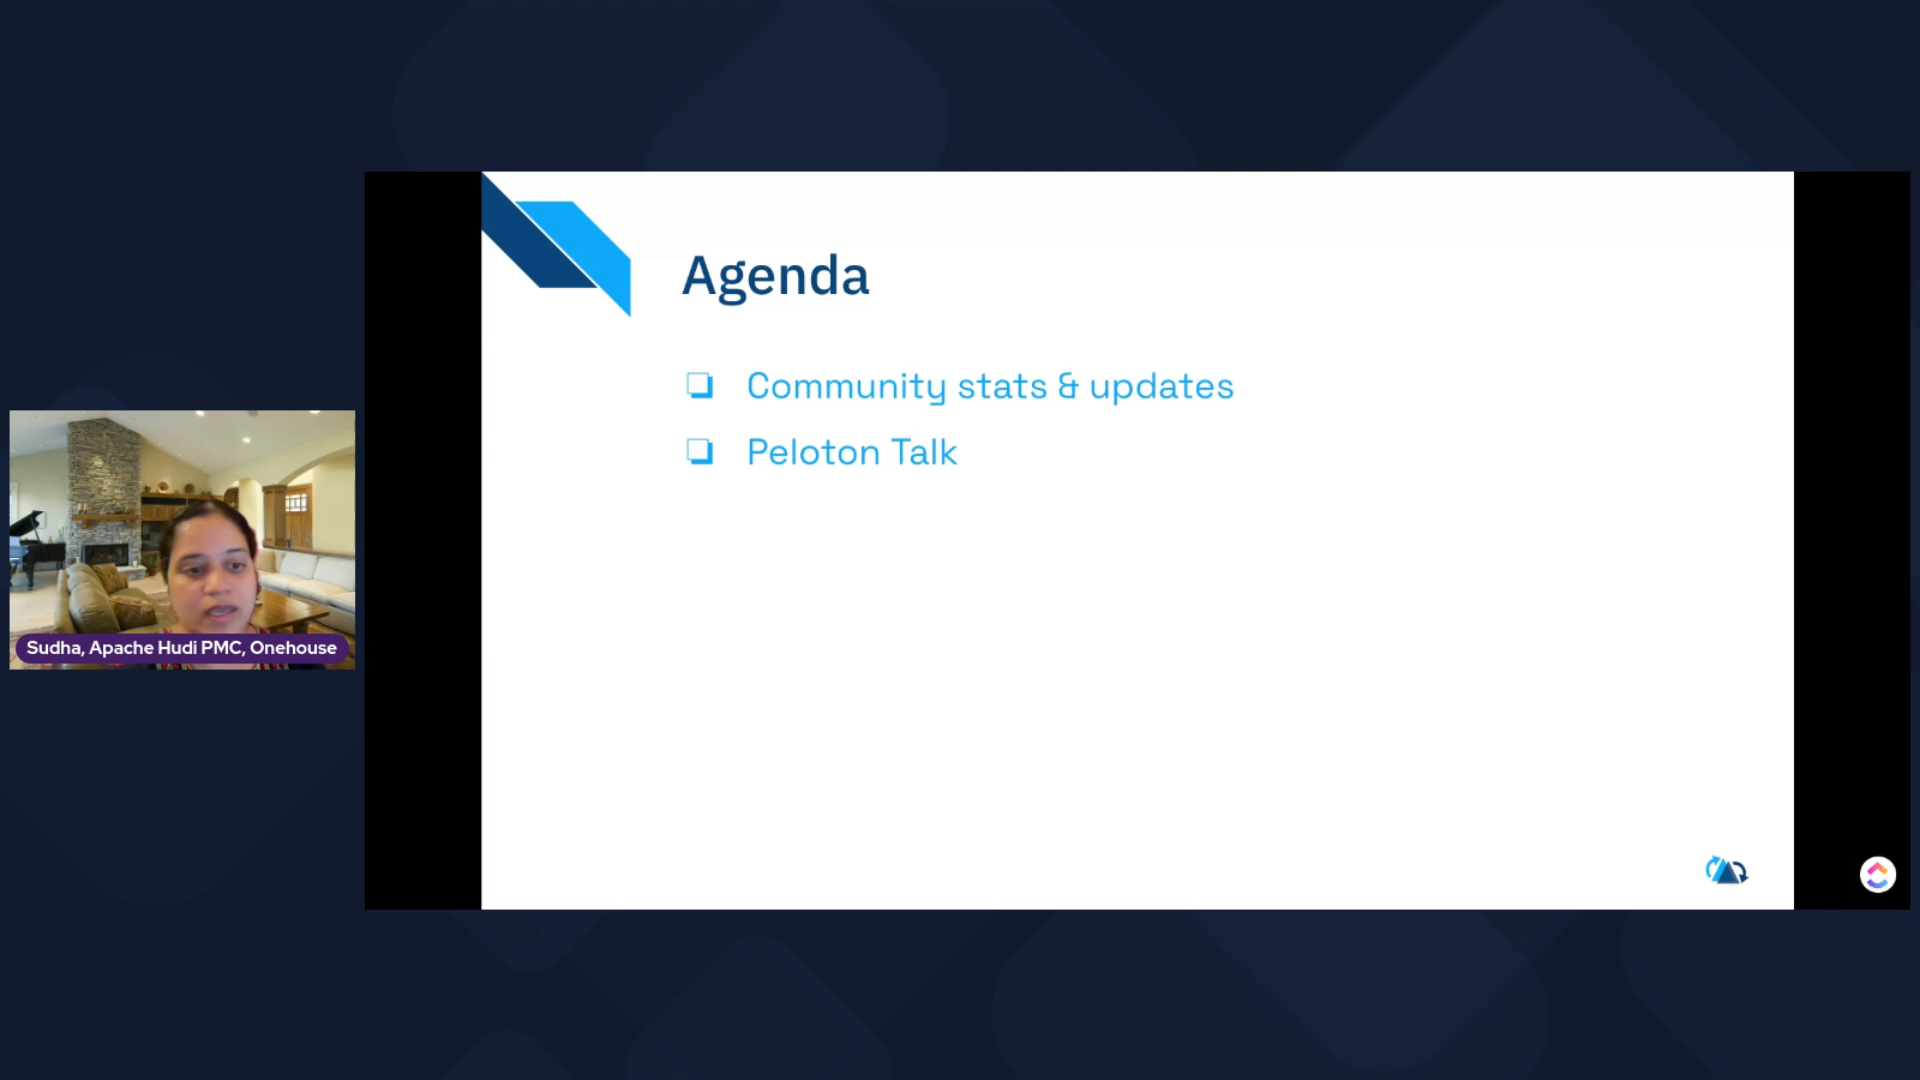 Agenda
Community stats & updates
Peloton Talk
Sudha, Apache Hudi PMC, Onehouse